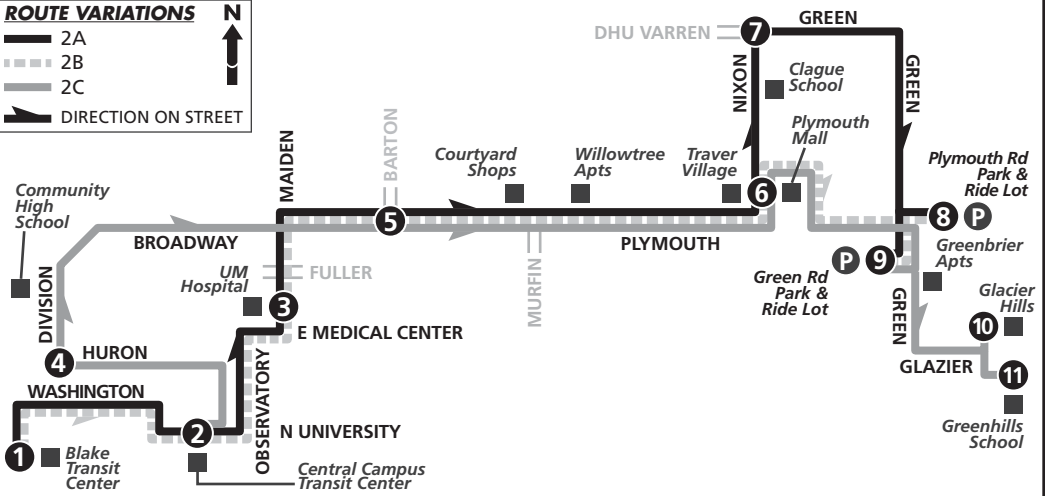 ROUTE VARIATIONS
N
2A
2B
2C
DIRECTION ON STREET
GREEN
DHU VARREN
7
NIXON
GREEN
Clague
School
Plymouth
Mall
MAIDEN
BARTON
Courtyard
Shops
Willowtree
Apts
Traver
Village
6
Plymouth Rd
Park &
Ride Lot
8
P
Community
High
School
5
BROADWAY
PLYMOUTH
MURFIN
UM
Hospital
FULLER
3
P
9
Green Rd
Park &
Ride Lot
Greenbrier
Apts
GREEN
Glacier
Hills
10
DIVISION
E MEDICAL CENTER
4
HURON
GLAZIER
11
WASHINGTON
OBSERVATORY
Greenhills
School
2
N UNIVERSITY
1
Blake
Transit
Center
Central Campus
Transit Center